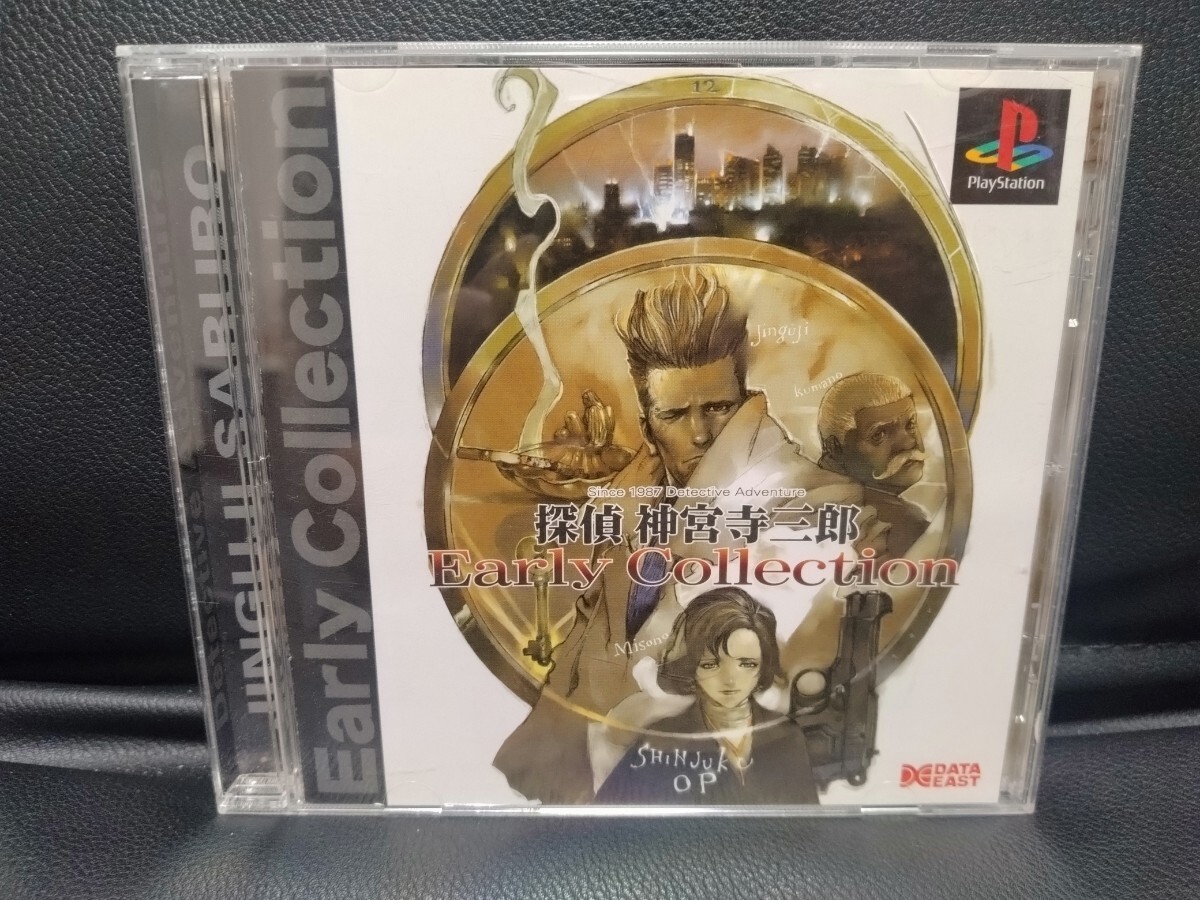 JINGUJI SABURO
Early Collection
12
PlayStation
Jinguji
Kumano
Since 1987 Detective Adventure
探偵 神宮寺三郎
Early Collection
Misono
SHINJUKU
OP
DATA
EAST